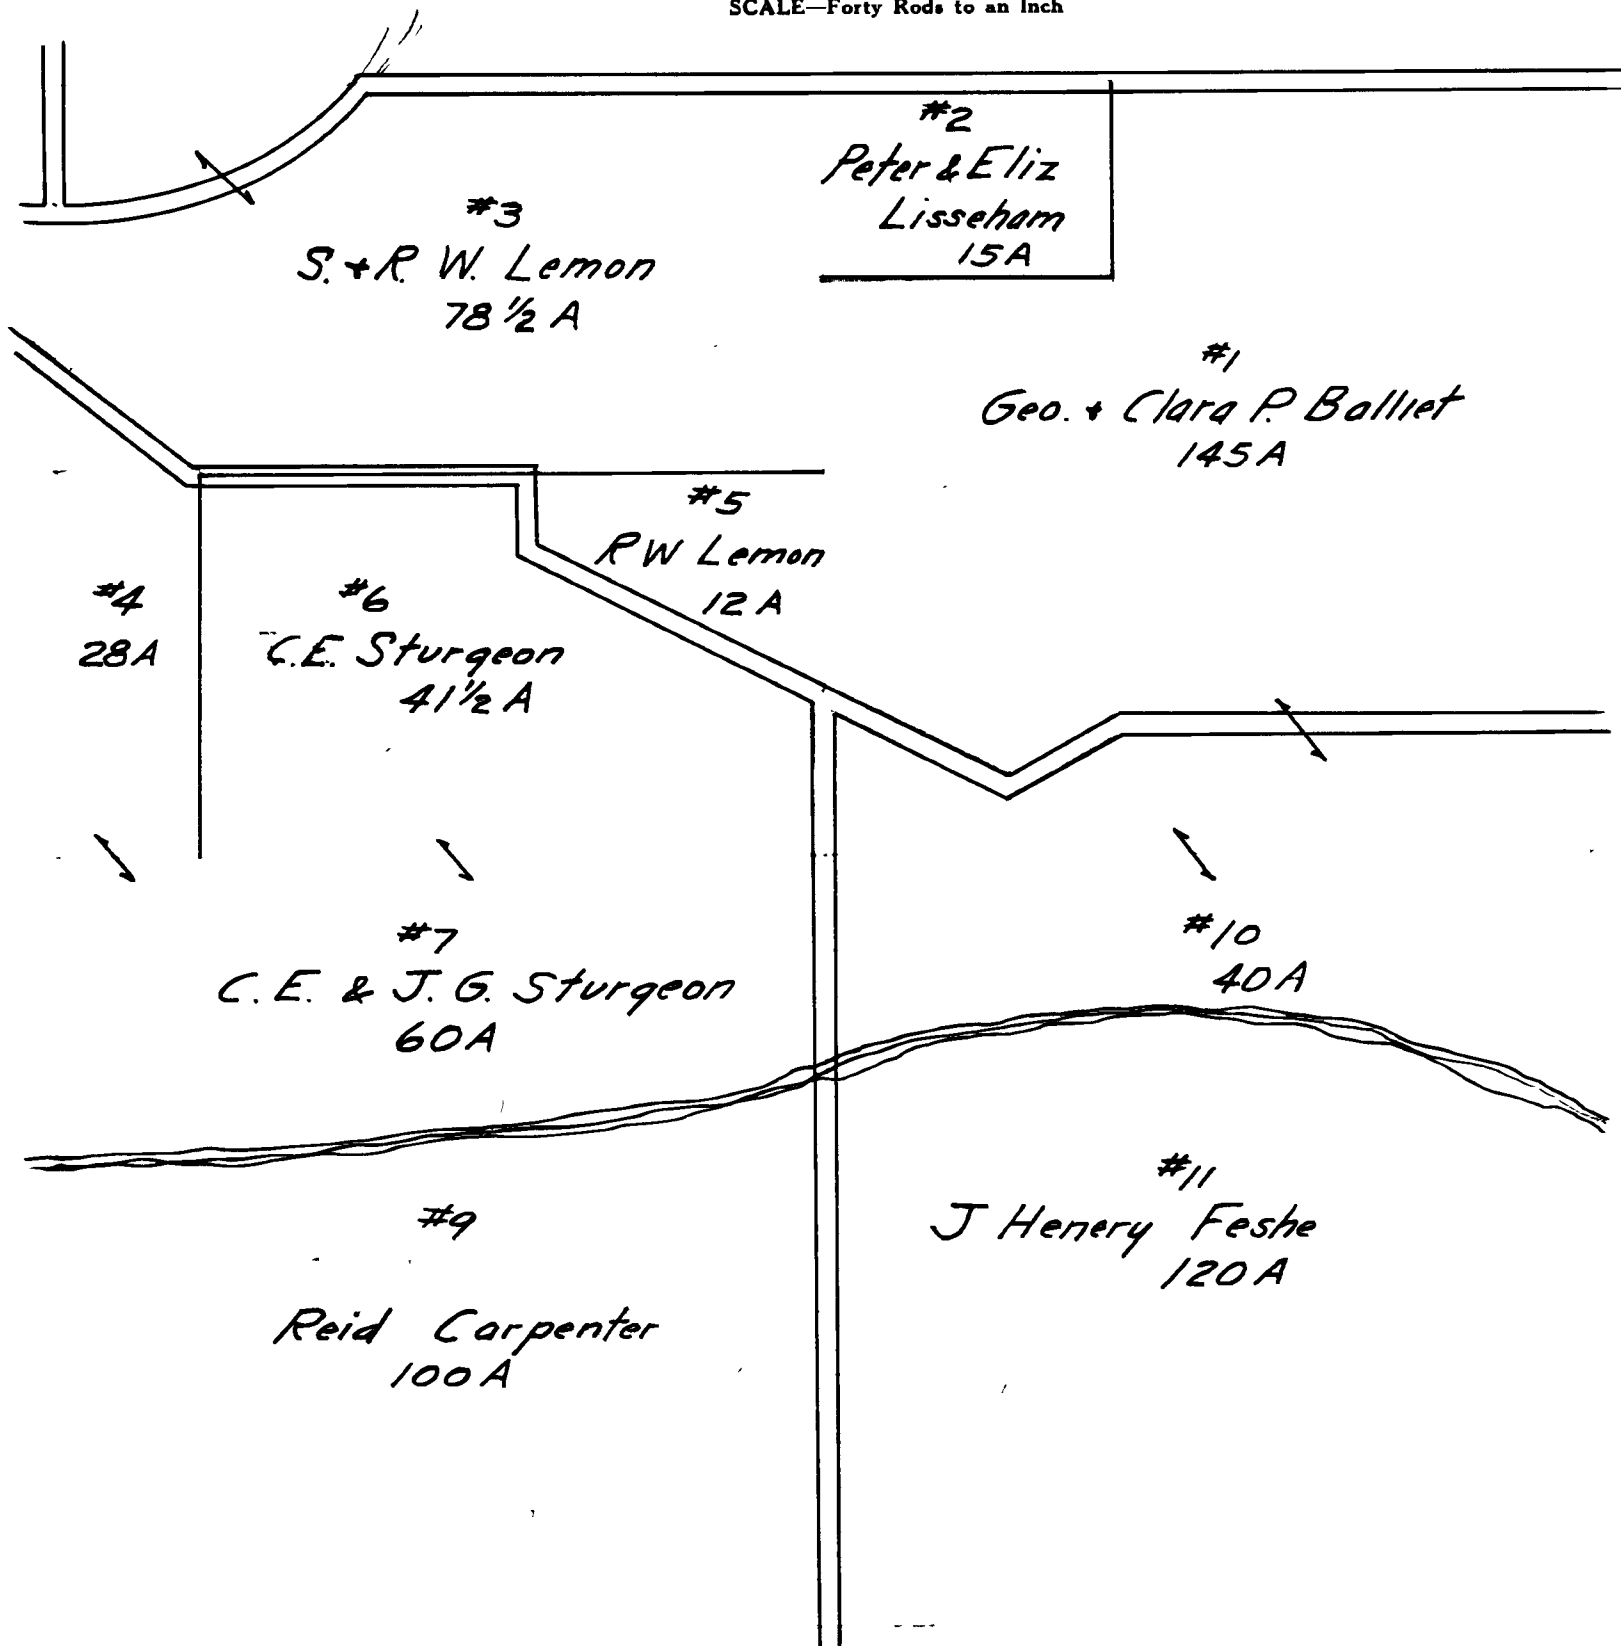 SCALE—Forty Rods to an Inch
#2
Peter & Eliz
Lisseham
15A
#3
S. + R. W. Lemon
78 1/2 A
#1
Geo. + Clara P. Balliet
145A
#5
RW Lemon
12 A
#4
28A
#6
C.E. Sturgeon
41 1/2 A
#7
C. E. & J. G. Sturgeon
60A
#10
40A
#9
Reid Carpenter
100A
#11
J Henery Feshe
120A